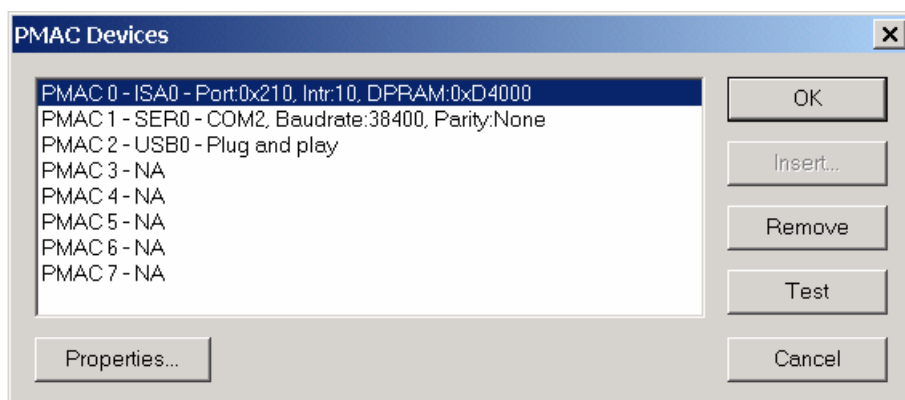 PMAC Devices
PMAC 0 - ISA0 - Port:0x210, Intr:10, DPRAM:0xD4000
PMAC 1 - SER0 - COM2, Baudrate:38400, Parity:None
PMAC 2 - USB0 - Plug and play
PMAC 3 - NA
PMAC 4 - NA
PMAC 5 - NA
PMAC 6 - NA
PMAC 7 - NA
OK
Insert...
Remove
Test
Properties...
Cancel